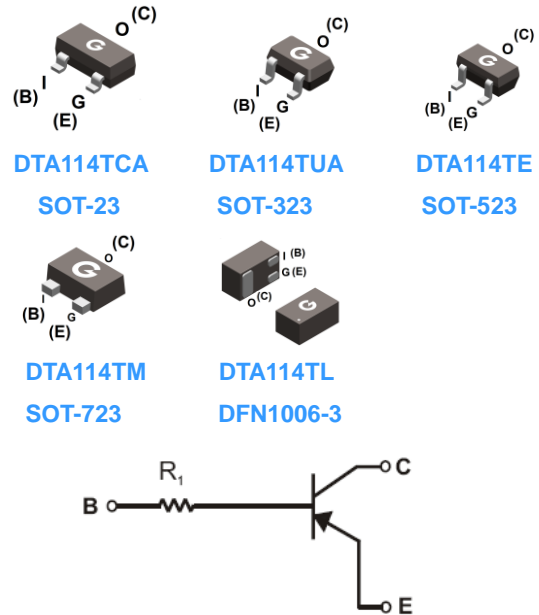 G O (C)
I
(B)
G
(E)
G O (C)
I
(B)
G
(E)
G O (C)
I
(B)
G
(E)
DTA114TCA DTA114TUA DTA114TE
SOT-23 SOT-323 SOT-523
G O (C)
I
(B)
G
(E)
I (B)
G (E)
O (C)
G
DTA114TM DTA114TL
SOT-723 DFN1006-3
R₁
C
B
E